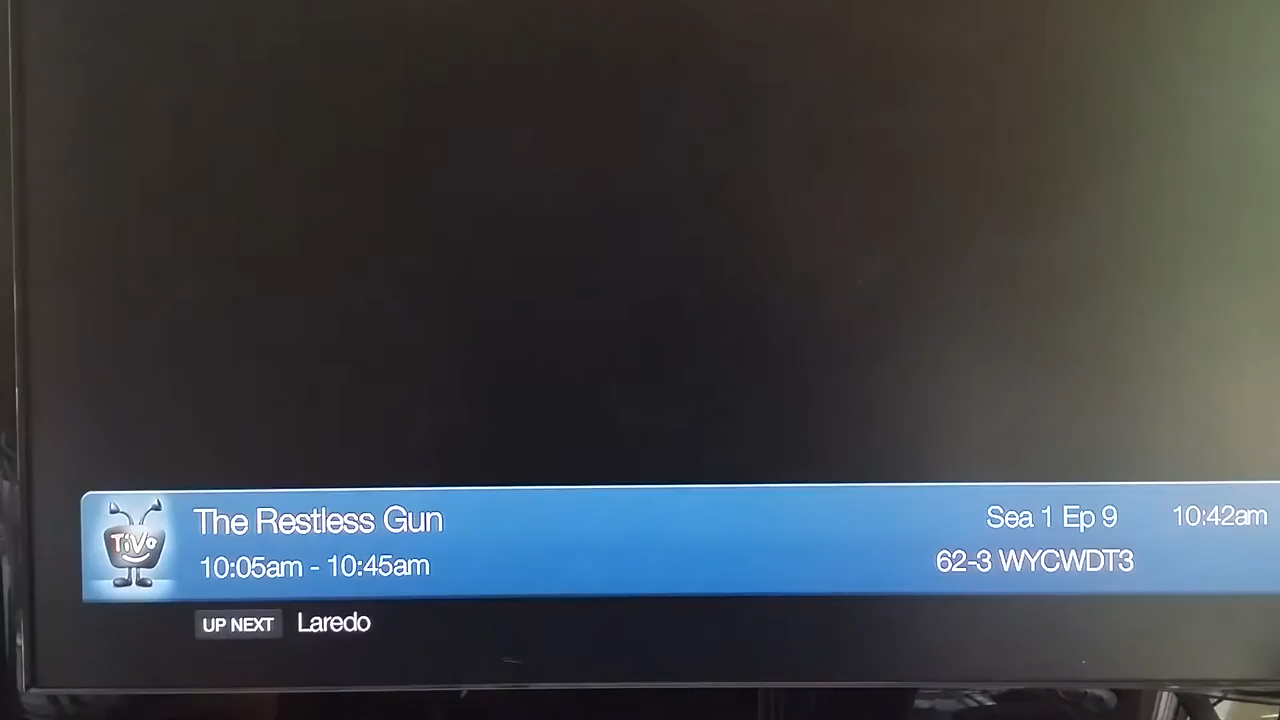 TiVo
The Restless Gun
Sea 1 Ep 9
10:42am
10:05am - 10:45am
62-3 WYCWDT3
UP NEXT
Laredo